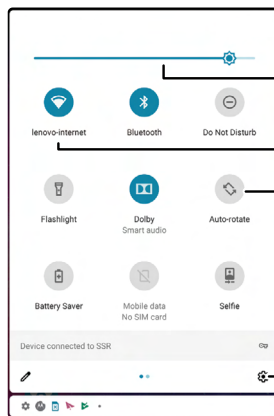 lenovo-internet Bluetooth Do Not Disturb
Flashlight Dolby Auto-rotate
Smart audio
Battery Saver Mobile data Selfie
No SIM card
Device connected to SSR